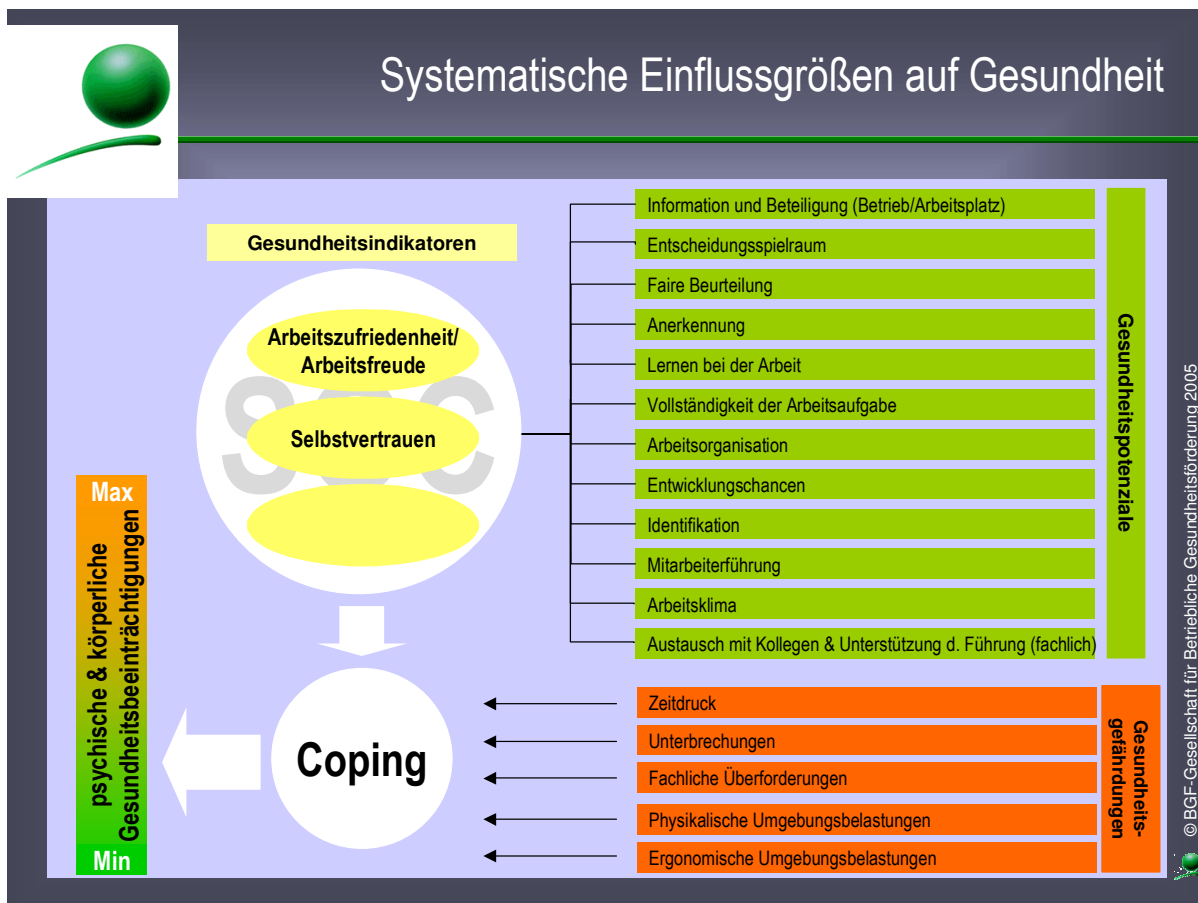 Systematische Einflussgrößen auf Gesundheit
Gesundheitsindikatoren
Arbeitszufriedenheit/
Arbeitsfreude
SOC
Selbstvertrauen
Max
psychische & körperliche
Gesundheitsbeeinträchtigungen
Min
Coping
Information und Beteiligung (Betrieb/Arbeitsplatz)
Entscheidungsspielraum
Faire Beurteilung
Anerkennung
Lernen bei der Arbeit
Vollständigkeit der Arbeitsaufgabe
Arbeitsorganisation
Entwicklungschancen
Identifikation
Mitarbeiterführung
Arbeitsklima
Austausch mit Kollegen & Unterstützung d. Führung (fachlich)
Gesundheitspotenziale
Zeitdruck
Unterbrechungen
Fachliche Überforderungen
Physikalische Umgebungsbelastungen
Ergonomische Umgebungsbelastungen
Gesundheits-
gefährdungen
© BGF-Gesellschaft für Betriebliche Gesundheitsförderung 2005